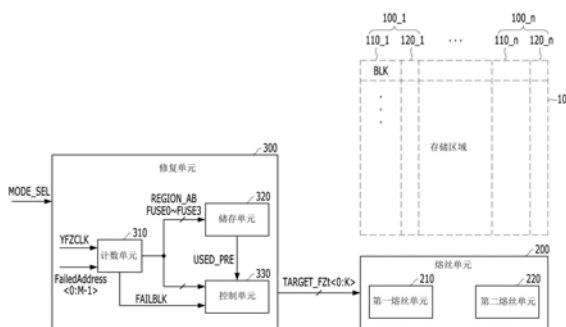 100_1
100_n
110_1
120_1
...
110_n
120_n
BLK
10
存储区域
300
修复单元
MODE_SEL
REGION_AB
FUSE0~FUSE3
320
储存单元
YFZCLK
310
计数单元
USED_PRE
330
控制单元
FailedAddress
<0:M-1>
FAILBLK
TARGET_FZt<0:K>
200
熔丝单元
210
第一熔丝单元
220
第二熔丝单元